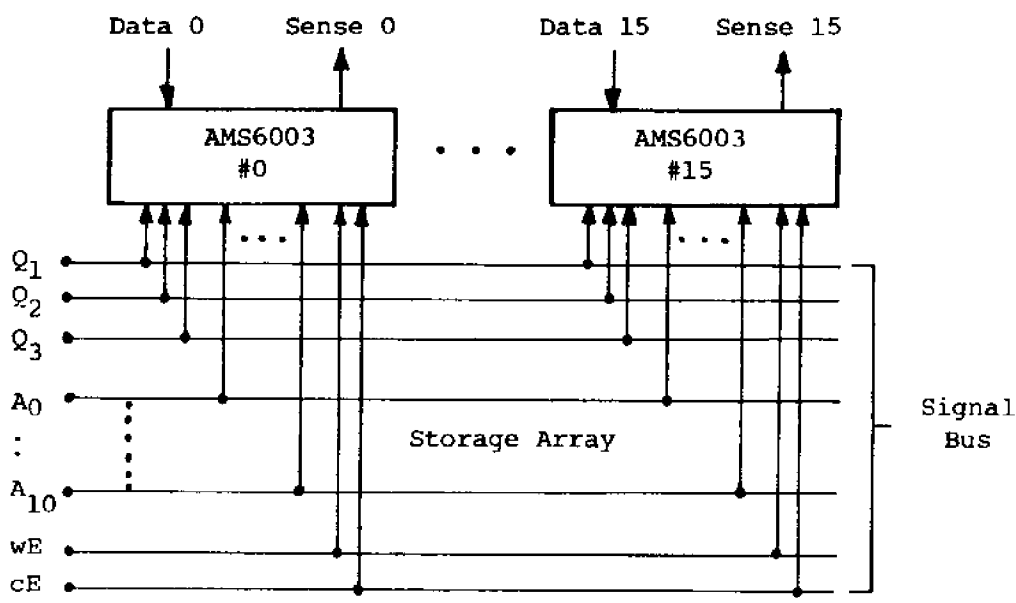 Data 0 Sense 0 Data 15 Sense 15
AMS6003
#0
AMS6003
#15
Q1
Q2
Q3
A0
A10
wE
cE
Storage Array
Signal
Bus